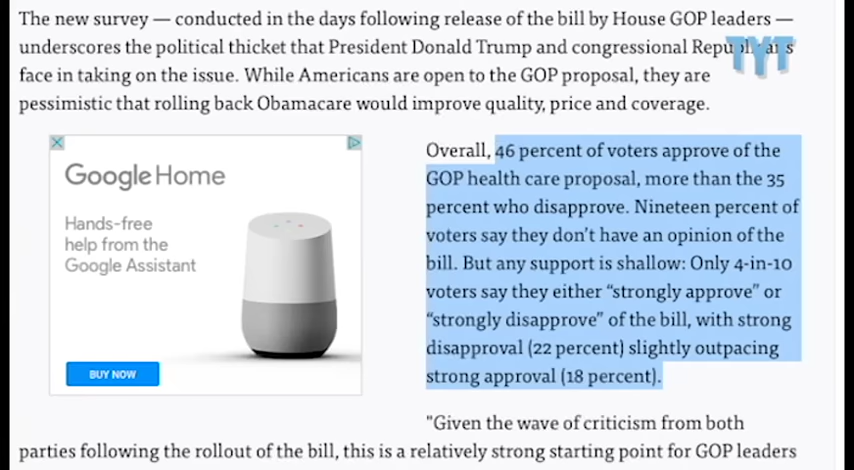 The new survey — conducted in the days following release of the bill by House GOP leaders —
underscores the political thicket that President Donald Trump and congressional Republicans
TYT
face in taking on the issue. While Americans are open to the GOP proposal, they are
pessimistic that rolling back Obamacare would improve quality, price and coverage.
Google Home
Hands-free
help from the
Google Assistant
BUY NOW
Overall, 46 percent of voters approve of the
GOP health care proposal, more than the 35
percent who disapprove. Nineteen percent of
voters say they don't have an opinion of the
bill. But any support is shallow: Only 4-in-10
voters say they either "strongly approve" or
"strongly disapprove" of the bill, with strong
disapproval (22 percent) slightly outpacing
strong approval (18 percent).
"Given the wave of criticism from both
parties following the rollout of the bill, this is a relatively strong starting point for GOP leaders